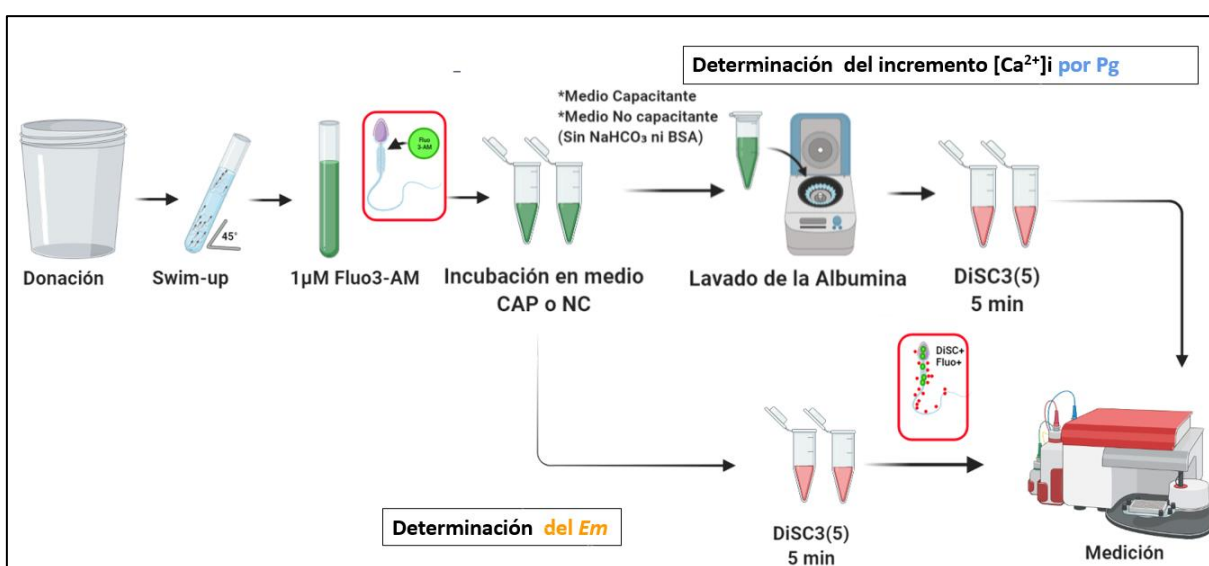 Determinación del incremento [Ca²⁺]i por Pg
*Medio Capacitante
*Medio No capacitante
(Sin NaHCO₃ ni BSA)
Fluo
3-AM
45°
Donación
Swim-up
1µM Fluo3-AM
Incubación en medio
CAP o NC
Lavado de la Albumina
DiSC3(5)
5 min
DiSC+
Fluo+
Determinación del Em
DiSC3(5)
5 min
Medición